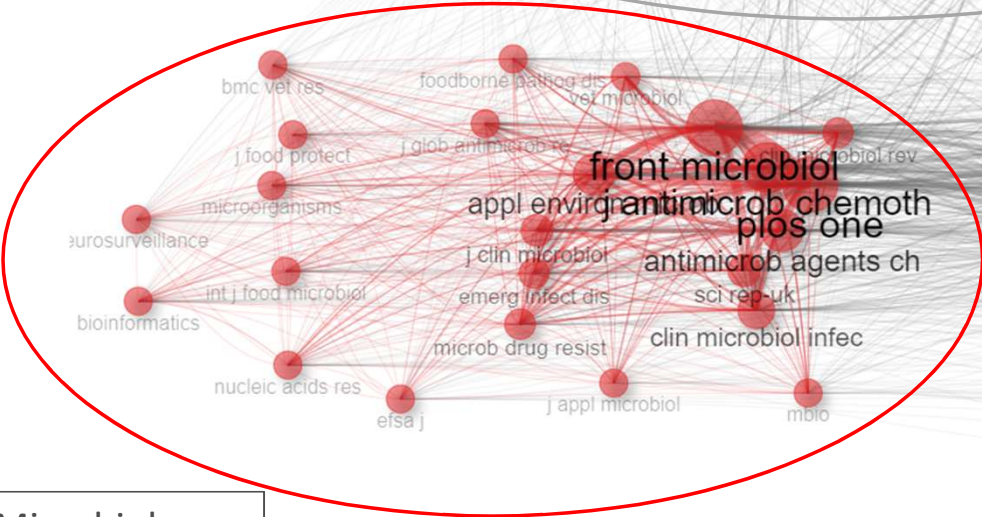 bmc vet res
foodborne pathog dis
vet microbiol
j food protect
j glob antimicrob re
microbiol rev
front microbiol
microorganisms
appl environ
j antimicrob chemoth
plos one
eurosurveillance
j clin microbiol
antimicrob agents ch
int j food microbiol
emerg infect dis
sci rep-uk
bioinformatics
microb drug resist
clin microbiol infec
nucleic acids res
efsa j
j appl microbiol
mbio